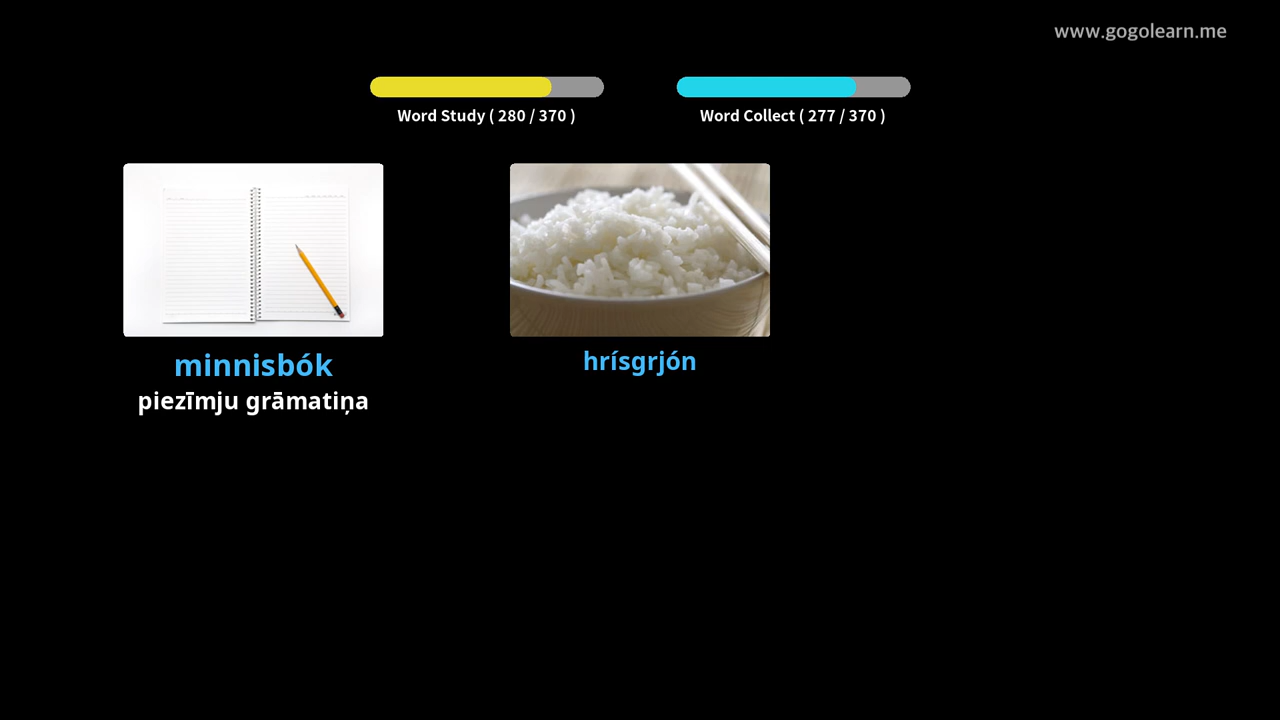 www.gogolearn.me
Word Study ( 280 / 370 )
Word Collect ( 277 / 370 )
minnisbók
piezīmju grāmatiņa
hrísgrjón